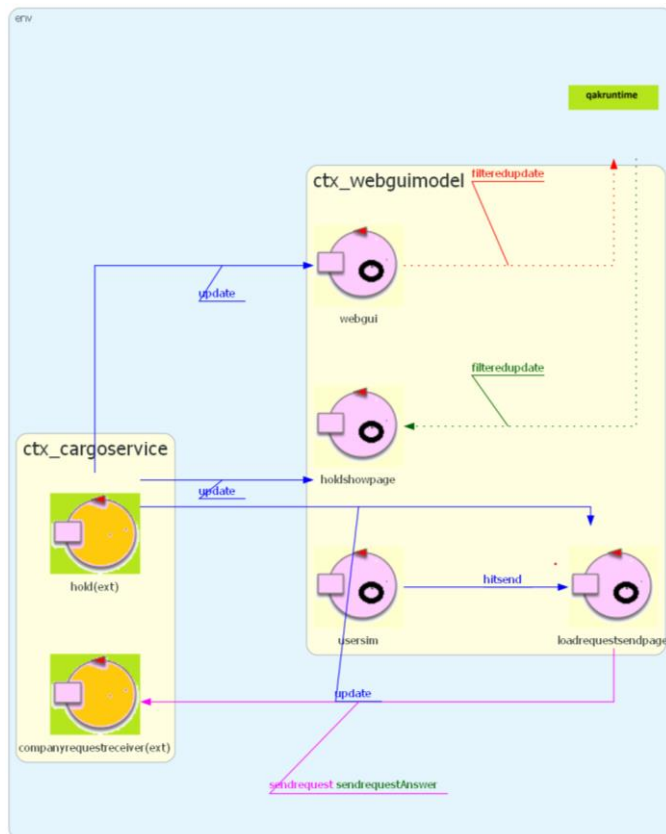 env
qakruntime
ctx_webguimodel
filteredupdate
update
webgui
filteredupdate
ctx_cargoservice
update
holdshowpage
hold(ext)
hitsend
usersim
loadrequestsendpage
update
companyrequestreceiver(ext)
sendrequest sendrequestAnswer